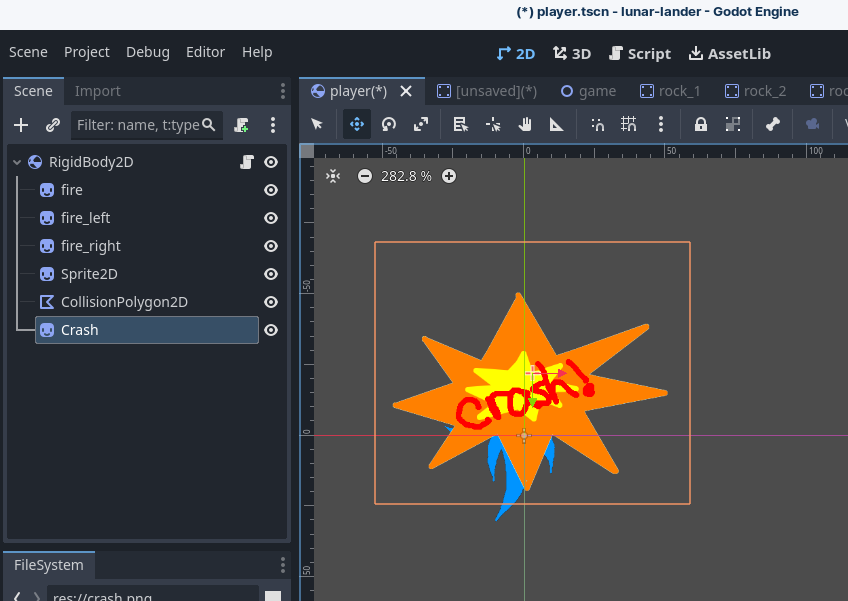 (*) player.tscn - lunar-lander - Godot Engine
Scene Project Debug Editor Help 2D 3D Script AssetLib
Scene Import player(*) [unsaved](*) game rock_1 rock_2
Filter: name, t:type
-50 0 50 100
RigidBody2D
282.8 %
fire
fire_left
fire_right
Sprite2D
CollisionPolygon2D
-50
Crash
crash!
0
FileSystem
50
res://crash.png